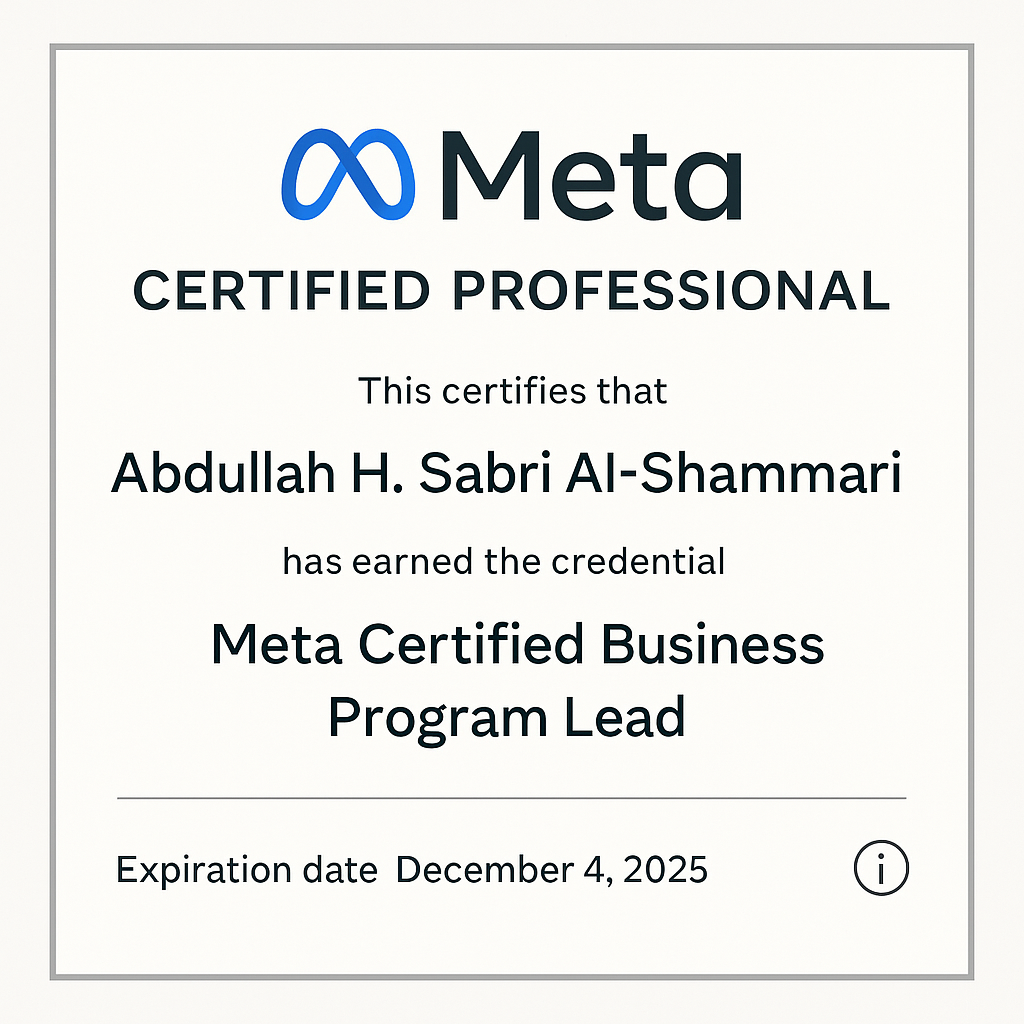 Meta
CERTIFIED PROFESSIONAL
This certifies that
Abdullah H. Sabri Al-Shammari
has earned the credential
Meta Certified Business
Program Lead
Expiration date December 4, 2025
i